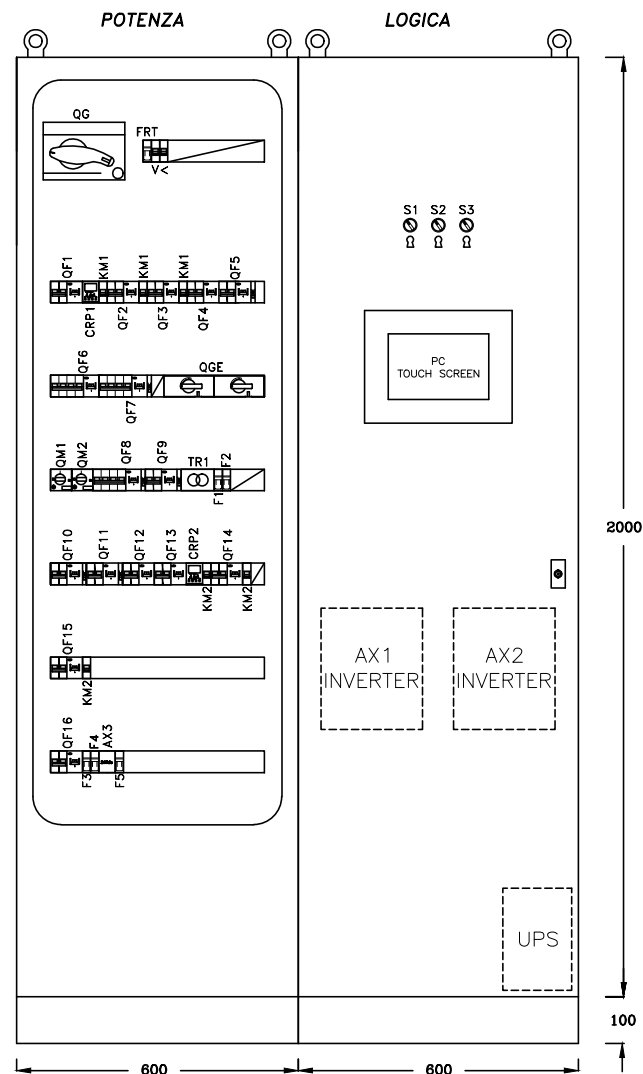 POTENZA
LOGICA
QG
FRT
V<
S1 S2 S3
QF1 KM1 KM1 KM1 QF5
CRP1 QF2 QF3 QF4
PC
TOUCH SCREEN
QF6 QGE
QF7
QM1 QM2 QF8 QF9 TR1 F2
F1
2000
QF10 QF11 QF12 QF13 CRP2 QF14
KM2 KM2
AX1
INVERTER
AX2
INVERTER
QF15
KM2
QF16 F4 AX3
F3 F5
UPS
100
600
600